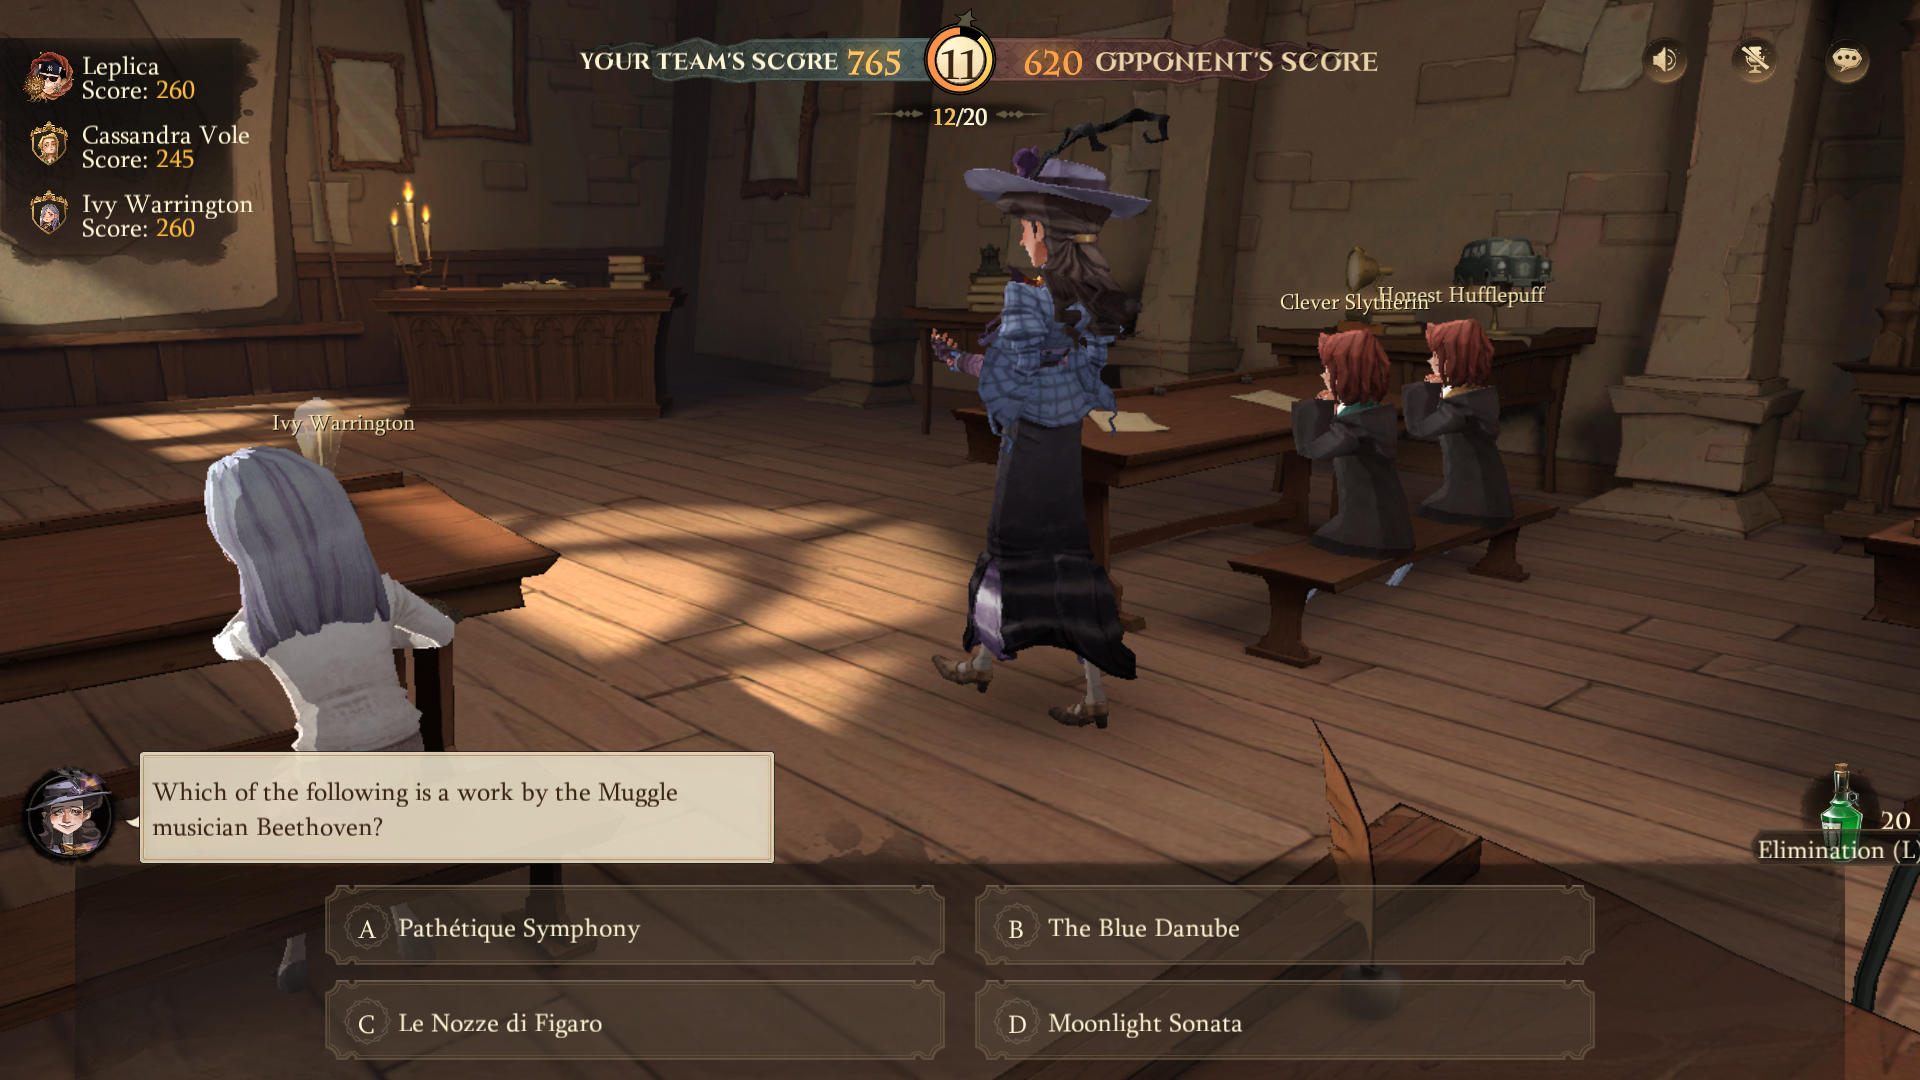 Leplica
Score: 260
Cassandra Vole
Score: 245
Ivy Warrington
Score: 260
YOUR TEAM'S SCORE 765
11
620 OPPONENT'S SCORE
12/20
Clever Slytherin
Honest Hufflepuff
Ivy Warrington
Which of the following is a work by the Muggle
musician Beethoven?
20
Elimination (L)
A Pathétique Symphony
B The Blue Danube
C Le Nozze di Figaro
D Moonlight Sonata